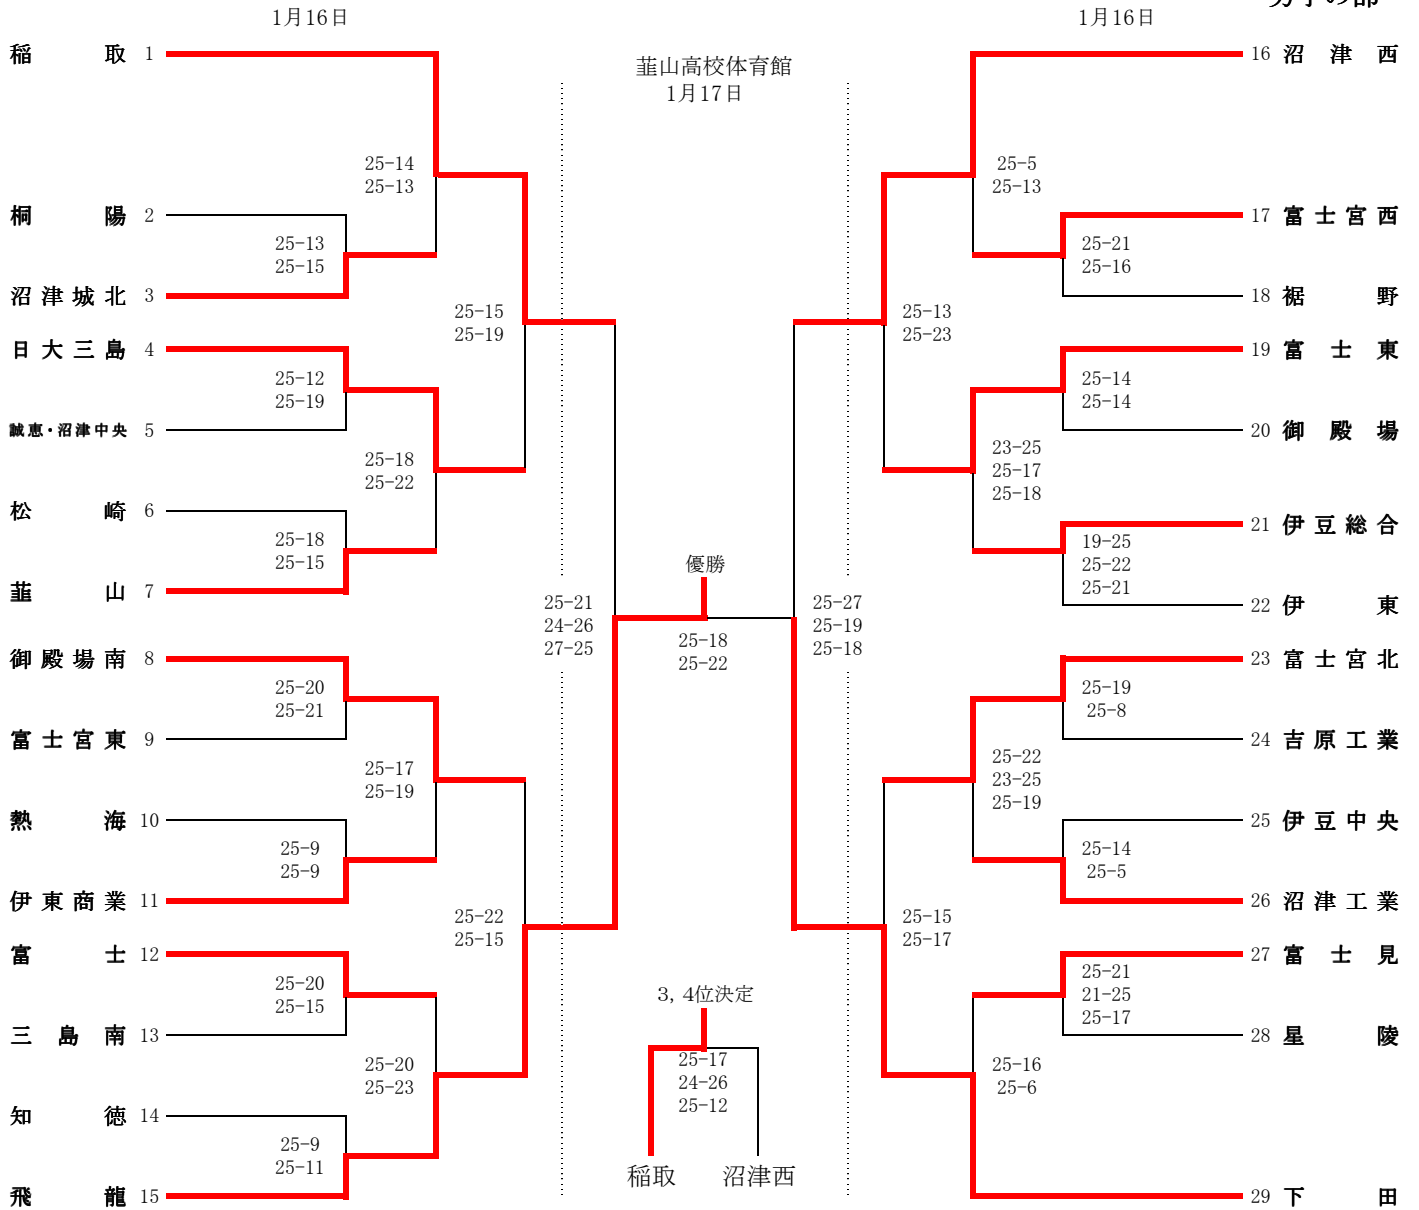 男子の部
1月16日
1月16日
韮山高校体育館
1月17日
稲取 1
桐陽 2
沼津城北 3
日大三島 4
誠恵・沼津中央 5
松崎 6
韮山 7
御殿場南 8
富士宮東 9
熱海 10
伊東商業 11
富士 12
三島南 13
知徳 14
飛龍 15
25-14
25-13
25-13
25-15
25-15
25-19
25-12
25-19
25-18
25-22
25-18
25-15
25-20
25-21
25-17
25-19
25-9
25-9
25-22
25-15
25-20
25-15
25-20
25-23
25-9
25-11
25-21
24-26
27-25
優勝
25-18
25-22
25-27
25-19
25-18
3, 4位決定
25-17
24-26
25-12
稲取
沼津西
25-5
25-13
25-21
25-16
25-13
25-23
25-14
25-14
23-25
25-17
25-18
19-25
25-22
25-21
25-19
25-8
25-22
23-25
25-19
25-14
25-5
25-15
25-17
25-21
21-25
25-17
25-16
25-6
16 沼津西
17 富士宮西
18 裾野
19 富士東
20 御殿場
21 伊豆総合
22 伊東
23 富士宮北
24 吉原工業
25 伊豆中央
26 沼津工業
27 富士見
28 星陵
29 下田